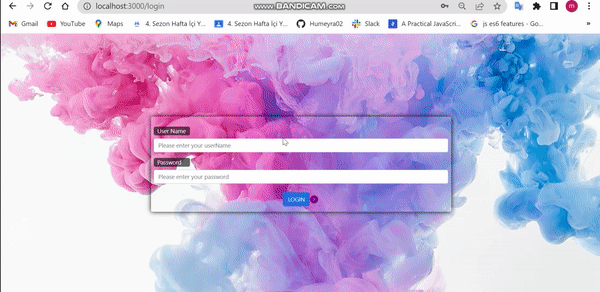 localhost:3000/login
www.BANDICAM.com
m
Gmail YouTube Maps 4. Sezon Hafta İçi Y... 4. Sezon Hafta İçi Y... Humeyra02 Slack A Practical JavaScri... G js es6 features - Go...
User Name
Please enter your userName
Password
Please enter your password
LOGIN